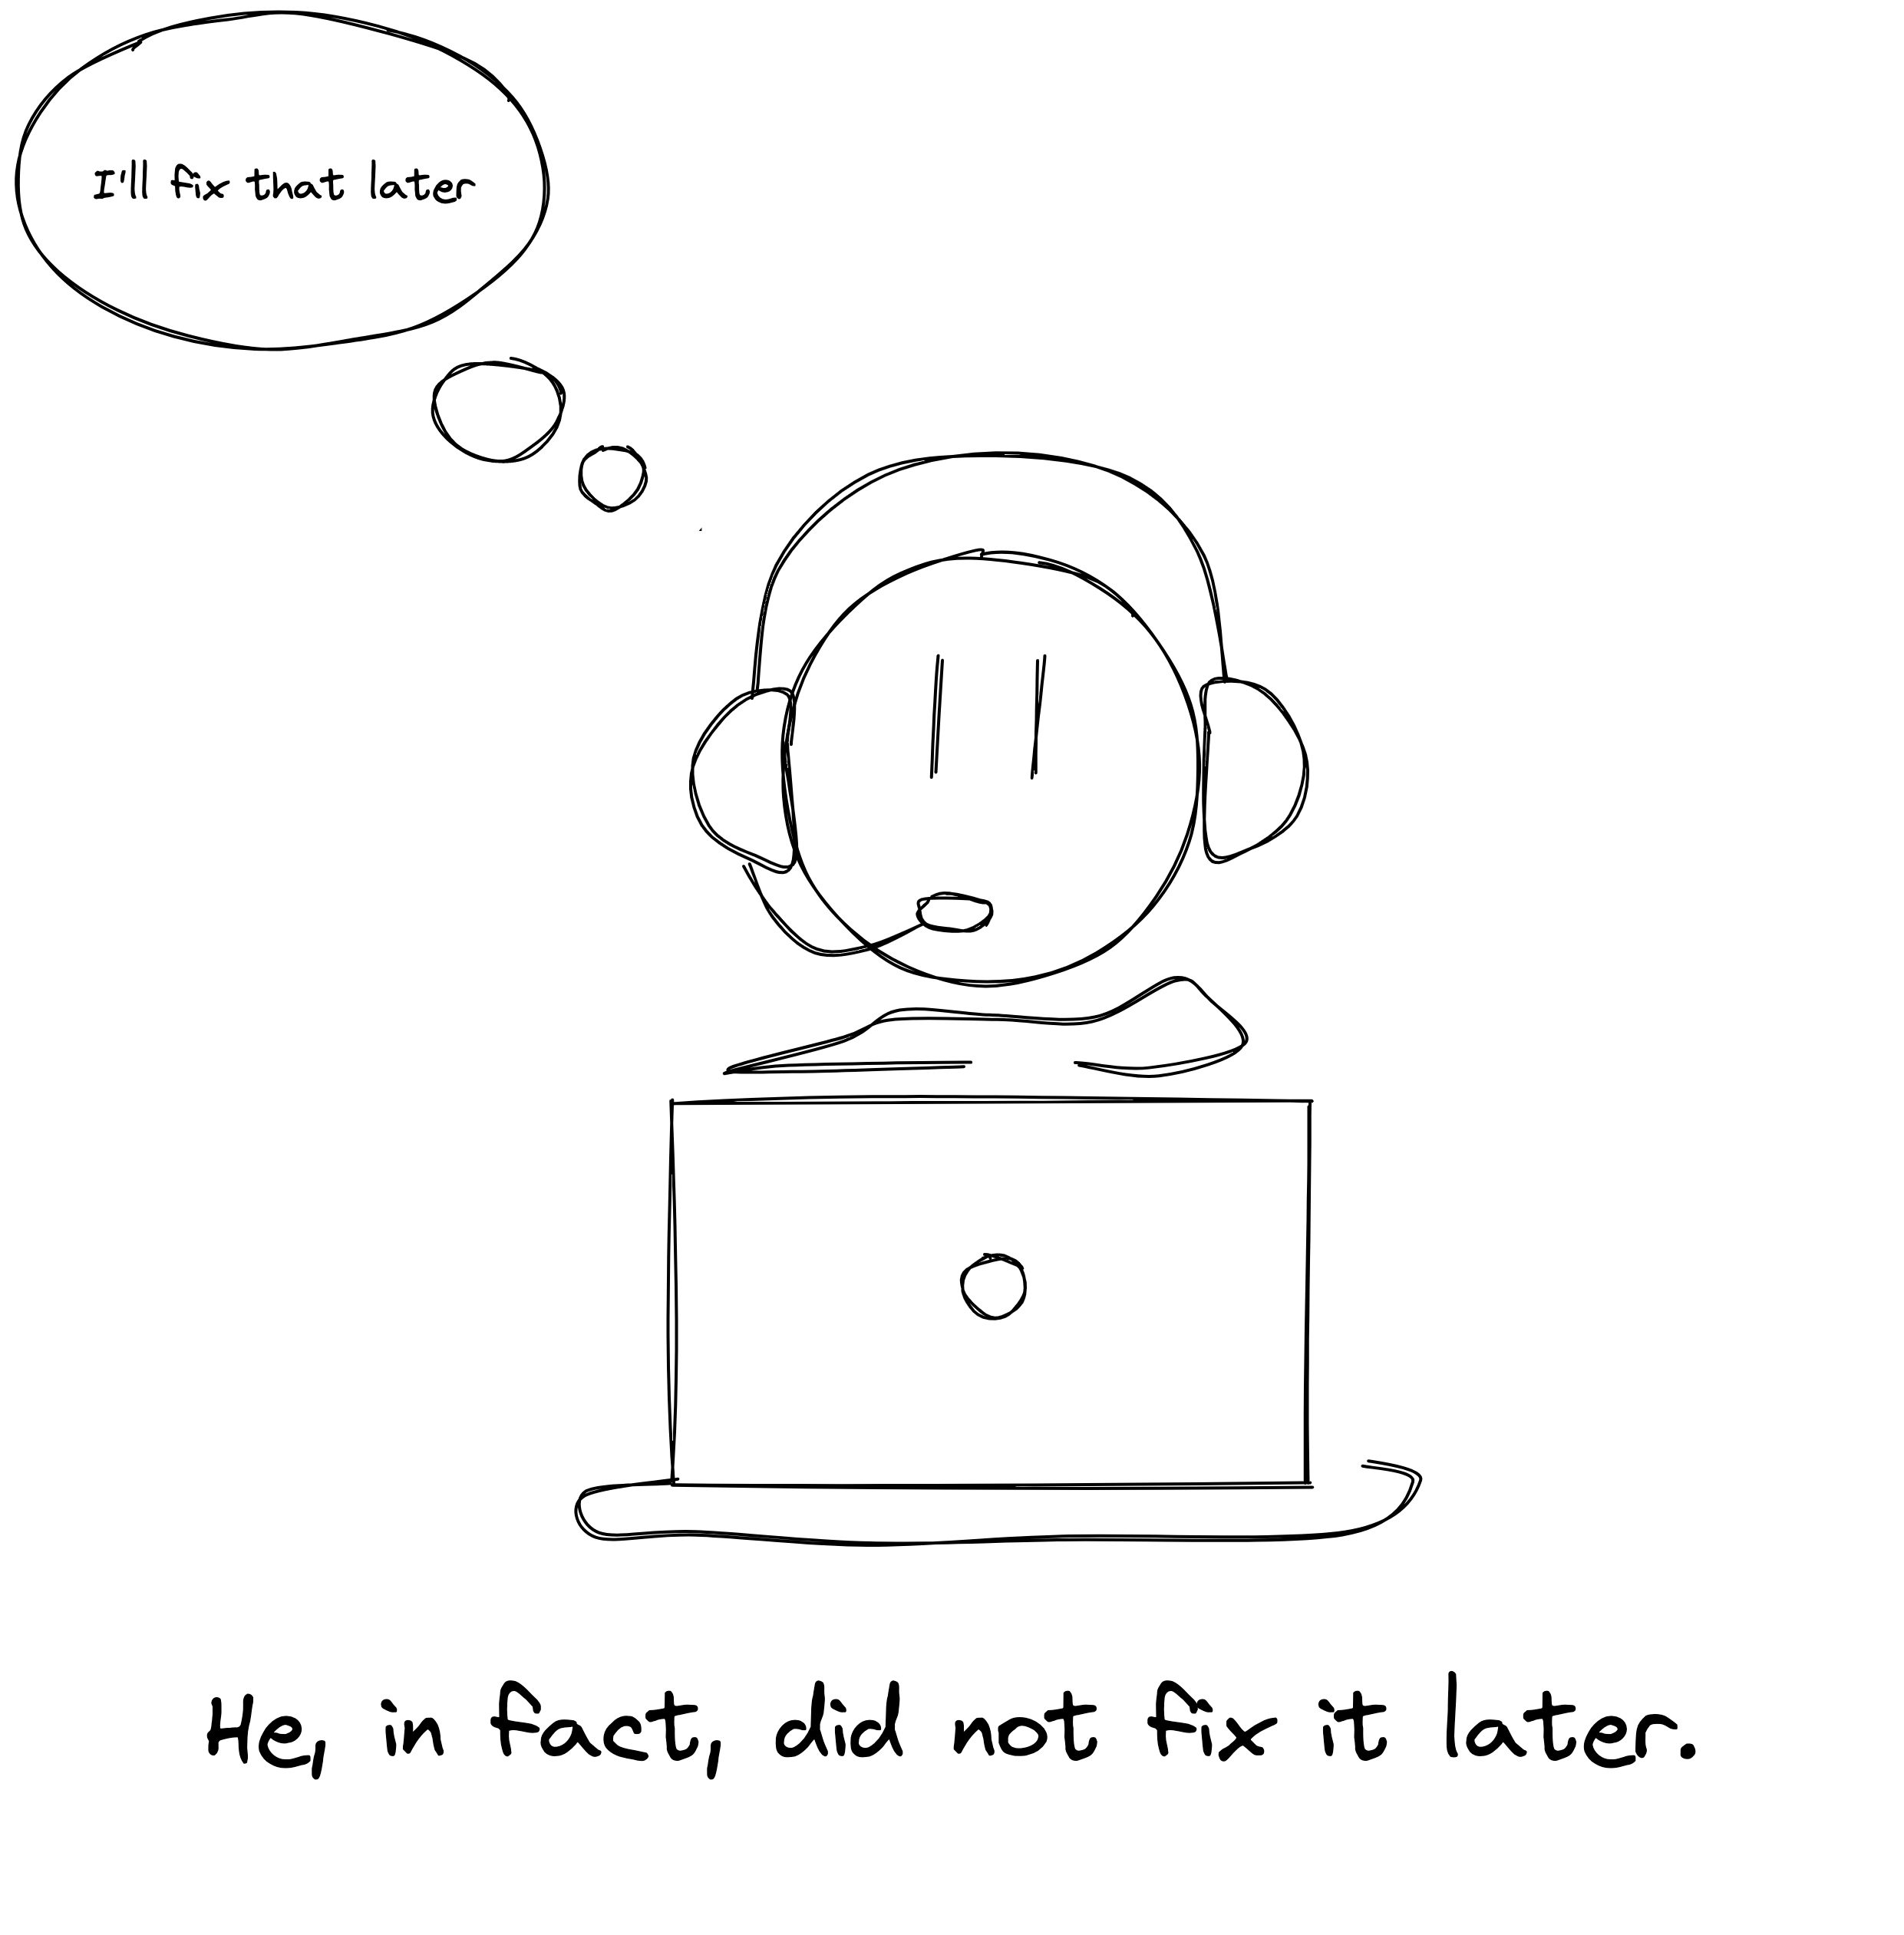 I'll fix that later
He, in fact, did not fix it later.